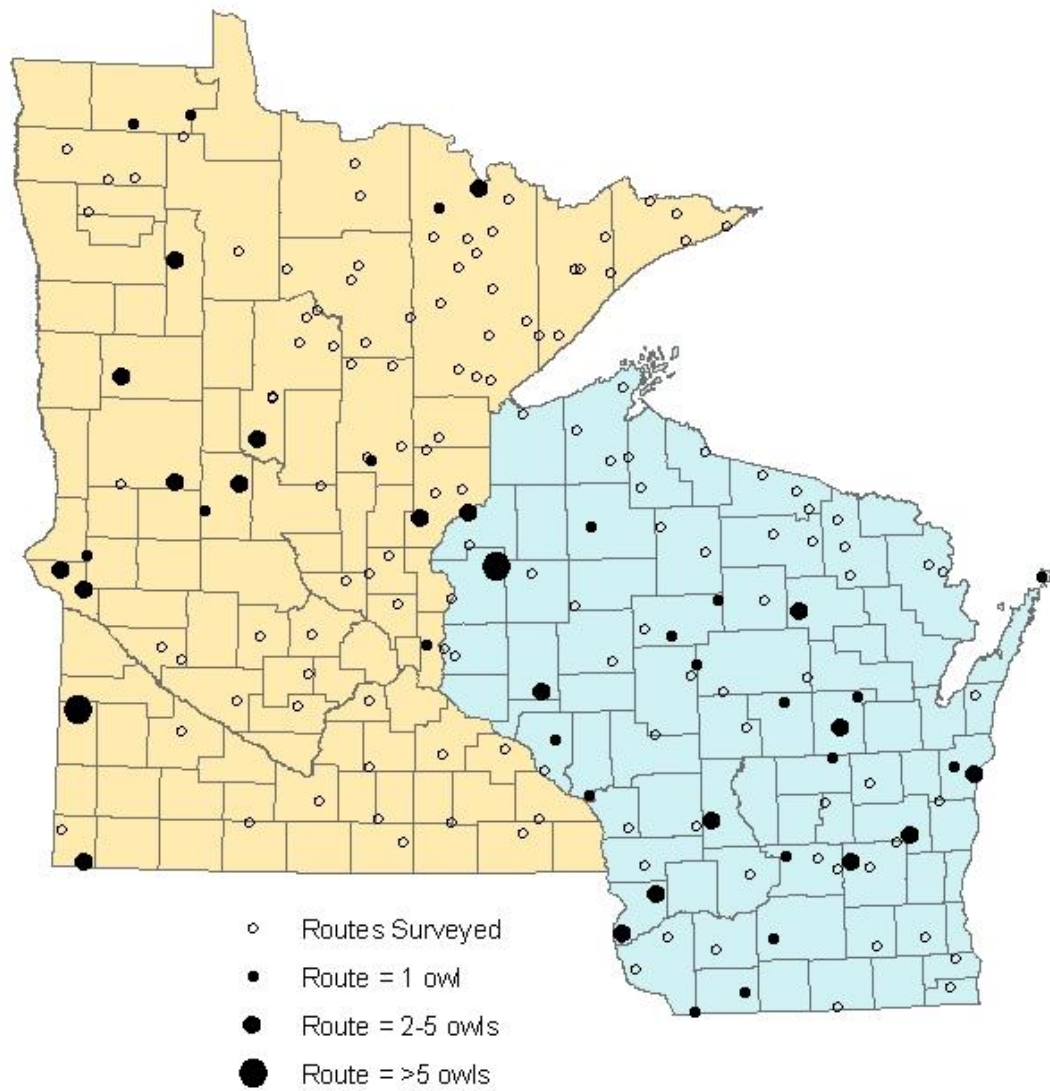 Routes Surveyed
Route = 1 owl
Route = 2-5 owls
Route = >5 owls